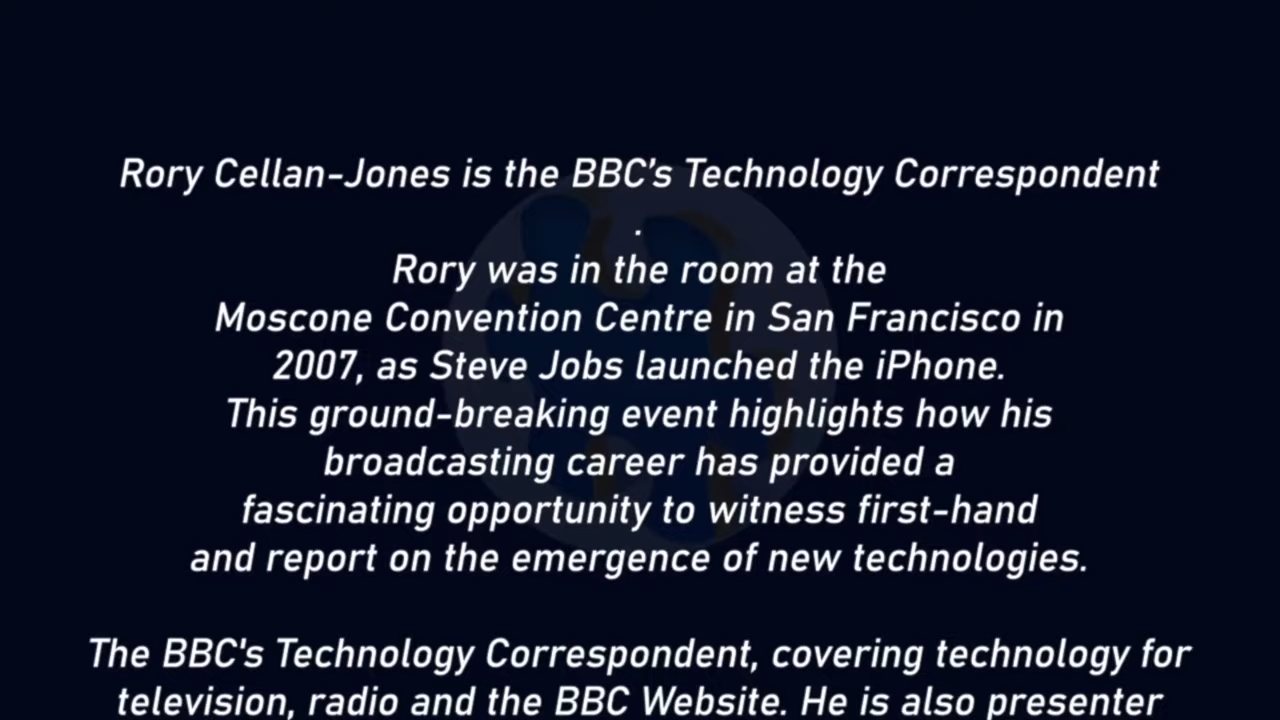 Rory Cellan-Jones is the BBC's Technology Correspondent
.
Rory was in the room at the
Moscone Convention Centre in San Francisco in
2007, as Steve Jobs launched the iPhone.
This ground-breaking event highlights how his
broadcasting career has provided a
fascinating opportunity to witness first-hand
and report on the emergence of new technologies.
The BBC's Technology Correspondent, covering technology for
television, radio and the BBC Website. He is also presenter